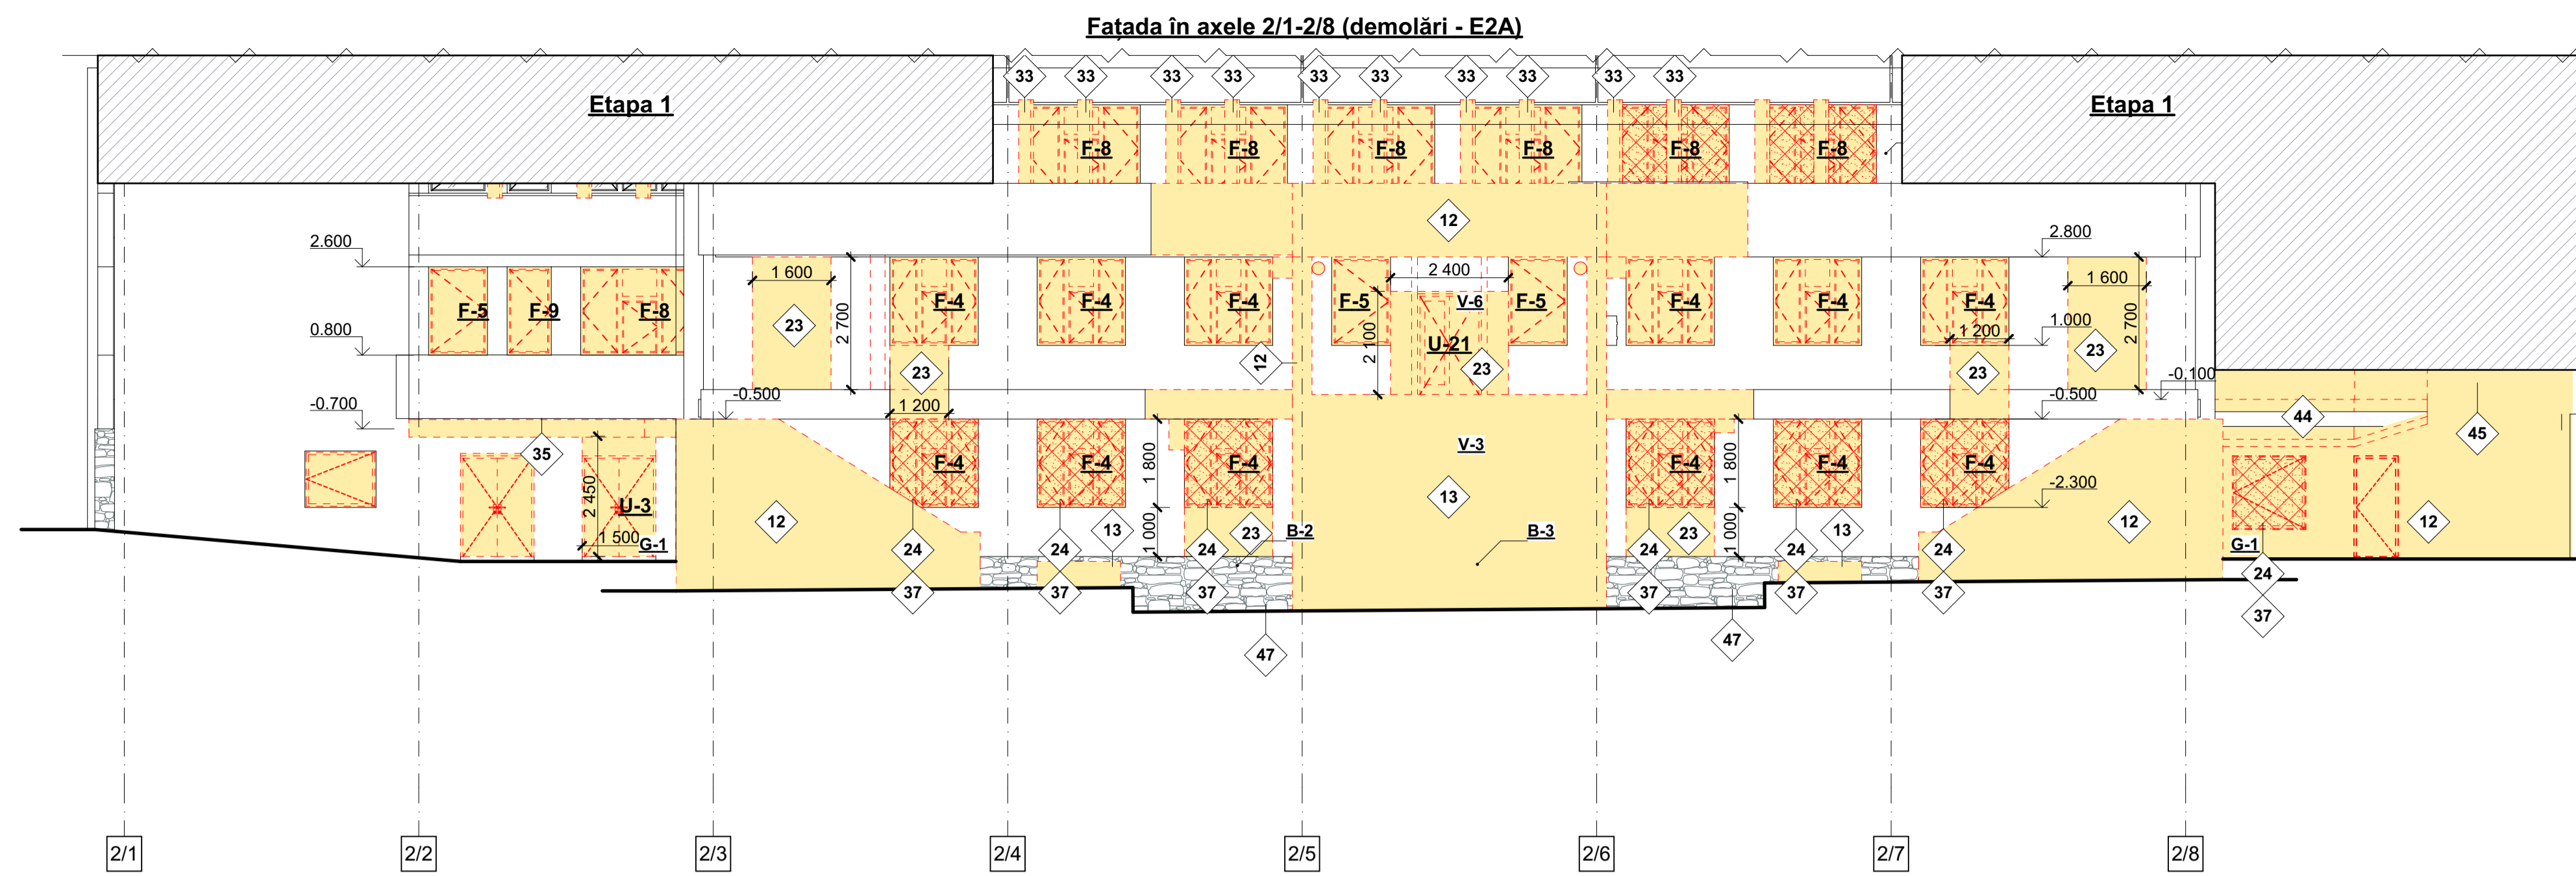 Fațada în axele 2/1-2/8 (demolări - E2A)
33 33 33 33 33 33 33 33 33 33
Etapa 1 Etapa 1
F-8 F-8 F-8 F-8 F-8 F-8
12
2.600 2.800
1 600 2 400 1 600
F-5 F-9 F-8 23 2 700 F-4 F-4 F-4 F-5 V-6 F-5 F-4 F-4 F-4 2 700
0.800 1 200 1.000
12 2 100 U-21 23
23 23 23
-0.500 -0.100
-0.700 1 200 -0.500
44
45
35 F-4 F-4 F-4 V-3 F-4 F-4 F-4
1 800 1 800
2 450 U-3 13 -2.300
12 12 12
1 500 G-1 1 000 13 23 B-2 B-3 1 000 23 13 G-1
24 24 24 24 24 24 24
37 37 37 37 37 37 37
47 47
2/1 2/2 2/3 2/4 2/5 2/6 2/7 2/8